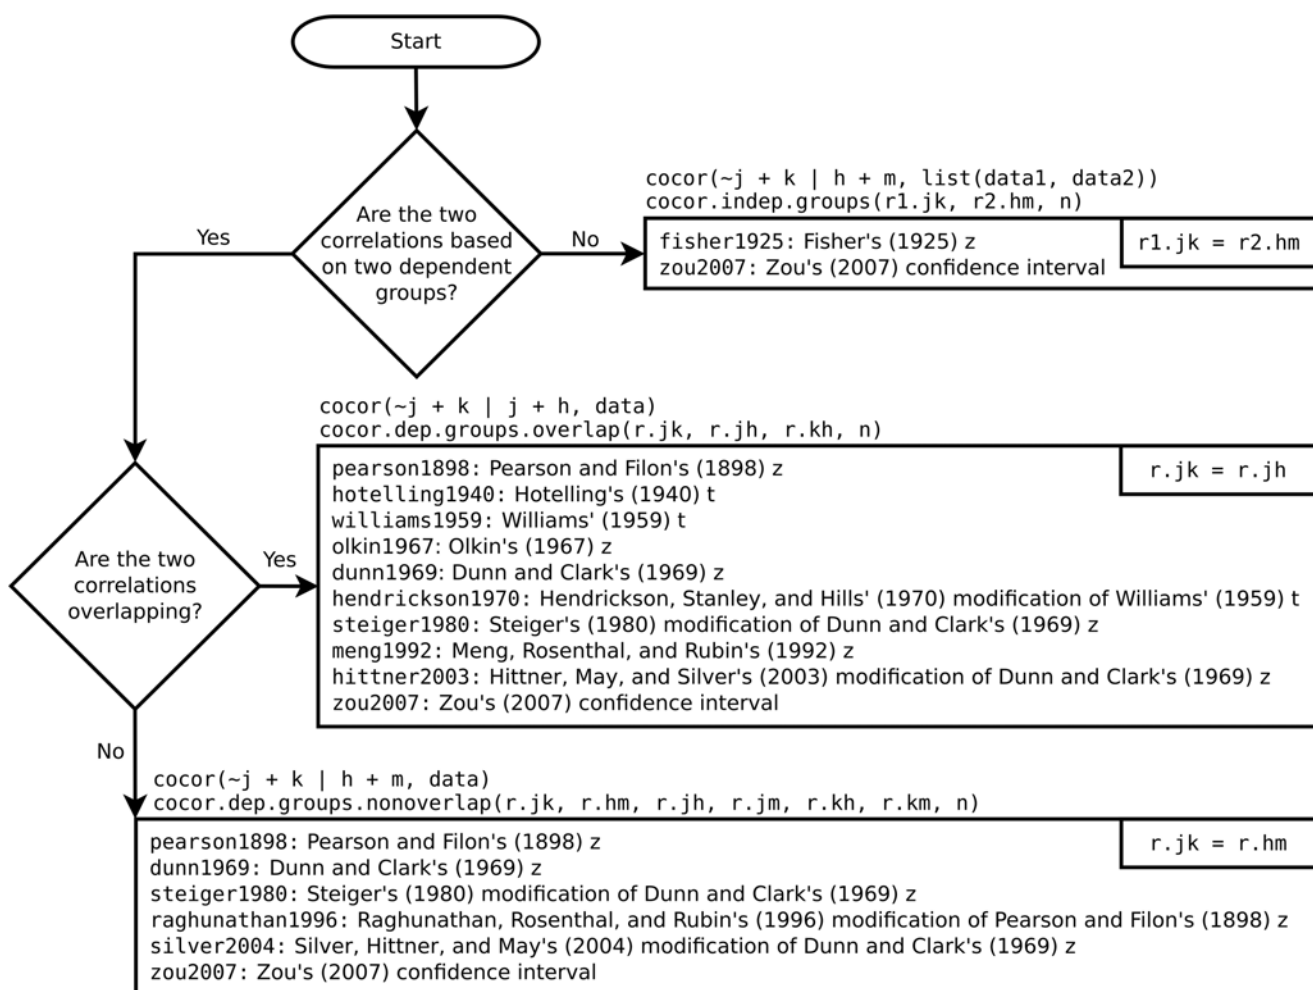 Start
Are the two
correlations based
on two dependent
groups?
Yes
No
cocor(~j + k | h + m, list(data1, data2))
cocor.indep.groups(r1.jk, r2.hm, n)
fisher1925: Fisher's (1925) z
zou2007: Zou's (2007) confidence interval
r1.jk = r2.hm
cocor(~j + k | j + h, data)
cocor.dep.groups.overlap(r.jk, r.jh, r.kh, n)
Are the two
correlations
overlapping?
Yes
pearson1898: Pearson and Filon's (1898) z
hotelling1940: Hotelling's (1940) t
williams1959: Williams' (1959) t
olkin1967: Olkin's (1967) z
dunn1969: Dunn and Clark's (1969) z
hendrickson1970: Hendrickson, Stanley, and Hills' (1970) modification of Williams' (1959) t
steiger1980: Steiger's (1980) modification of Dunn and Clark's (1969) z
meng1992: Meng, Rosenthal, and Rubin's (1992) z
hittner2003: Hittner, May, and Silver's (2003) modification of Dunn and Clark's (1969) z
zou2007: Zou's (2007) confidence interval
r.jk = r.jh
No
cocor(~j + k | h + m, data)
cocor.dep.groups.nonoverlap(r.jk, r.hm, r.jh, r.jm, r.kh, r.km, n)
pearson1898: Pearson and Filon's (1898) z
dunn1969: Dunn and Clark's (1969) z
steiger1980: Steiger's (1980) modification of Dunn and Clark's (1969) z
raghunathan1996: Raghunathan, Rosenthal, and Rubin's (1996) modification of Pearson and Filon's (1898) z
silver2004: Silver, Hittner, and May's (2004) modification of Dunn and Clark's (1969) z
zou2007: Zou's (2007) confidence interval
r.jk = r.hm